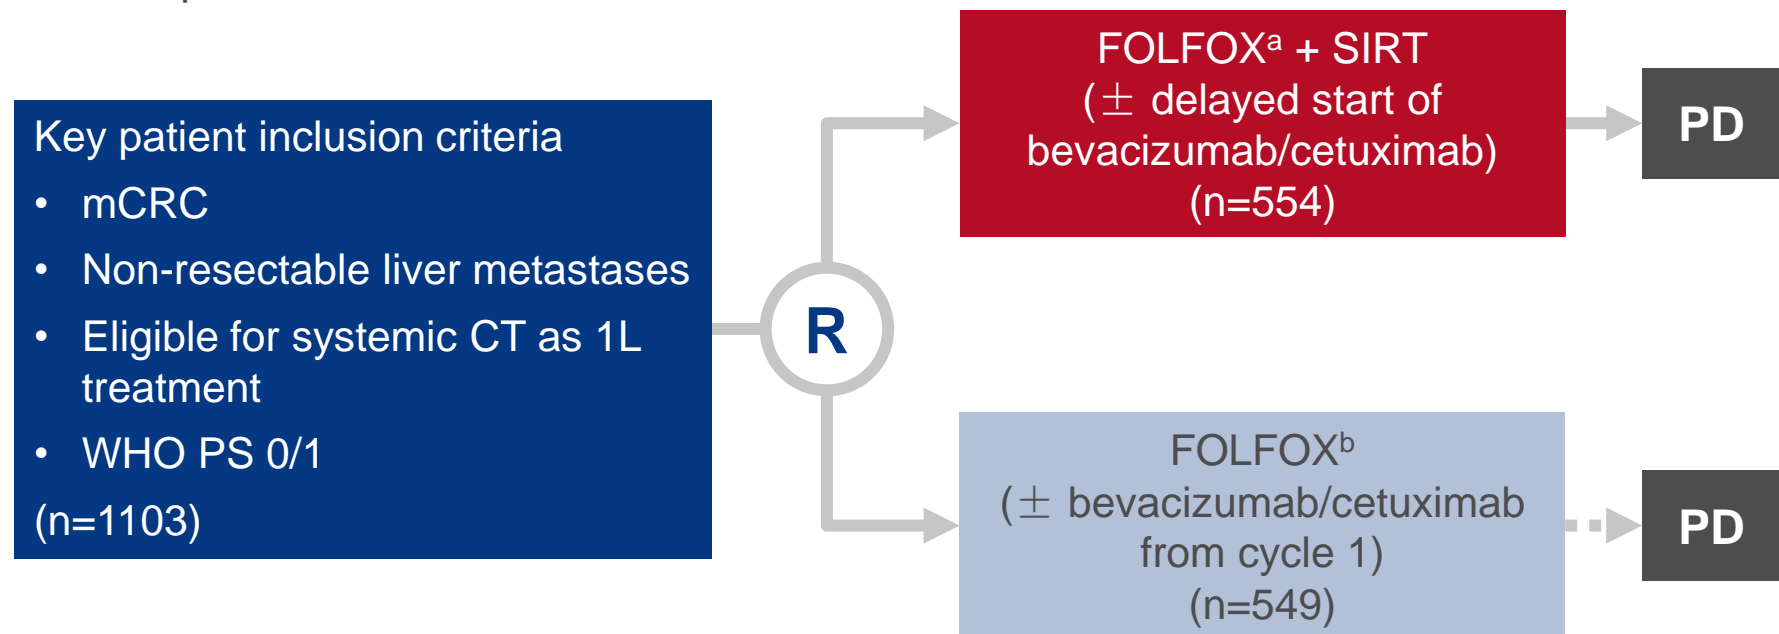 Key patient inclusion criteria
• mCRC
• Non-resectable liver metastases
• Eligible for systemic CT as 1L
treatment
• WHO PS 0/1
(n=1103)
R
FOLFOXᵃ + SIRT
(± delayed start of
bevacizumab/cetuximab)
(n=554)
PD
FOLFOXᵇ
(± bevacizumab/cetuximab
from cycle 1)
(n=549)
PD